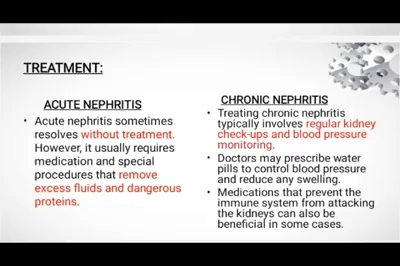 TREATMENT:
ACUTE NEPHRITIS
• Acute nephritis sometimes
resolves without treatment.
However, it usually requires
medication and special
procedures that remove
excess fluids and dangerous
proteins.
CHRONIC NEPHRITIS
• Treating chronic nephritis
typically involves regular kidney
check-ups and blood pressure
monitoring.
• Doctors may prescribe water
pills to control blood pressure
and reduce any swelling.
• Medications that prevent the
immune system from attacking
the kidneys can also be
beneficial in some cases.